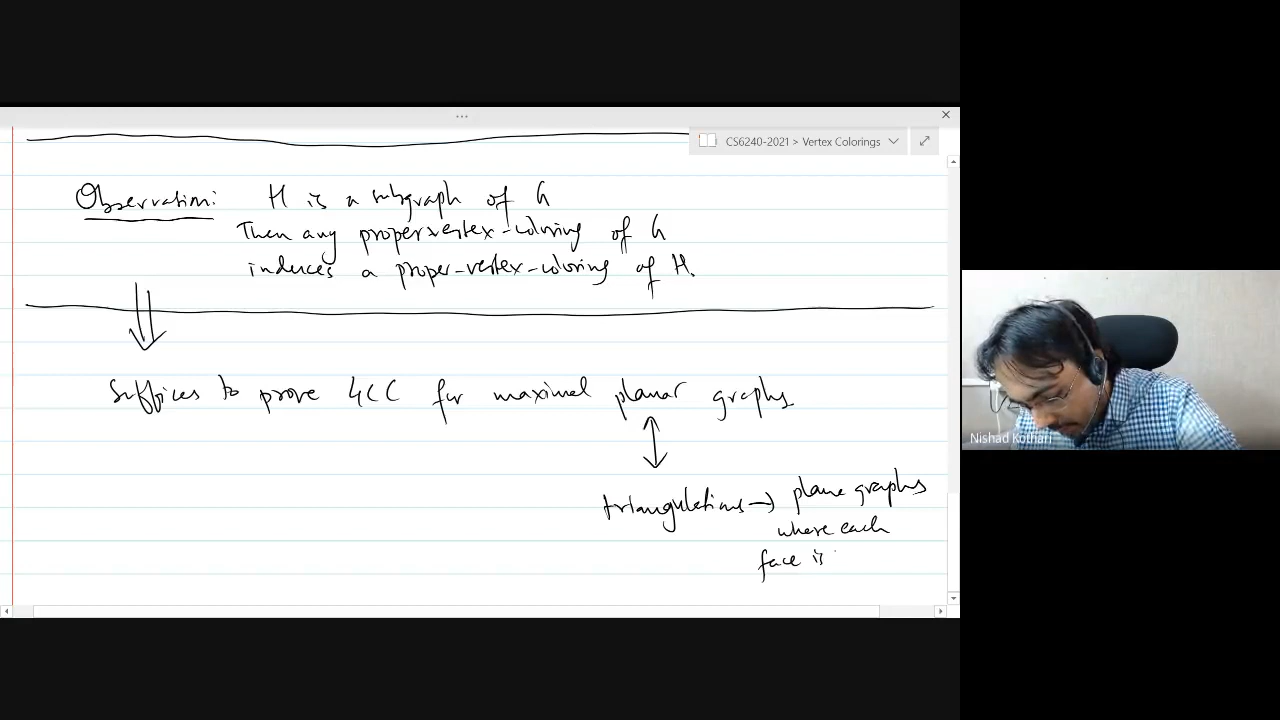 CS6240-2021 > Vertex Colorings
Observation: H is a subgraph of G
Then any proper-vertex-coloring of G
induces a proper-vertex-coloring of H.
Suffices to prove 4CC for maximal planar graphs
triangulations → plane graphs
where each
face is
Nishad Kothari